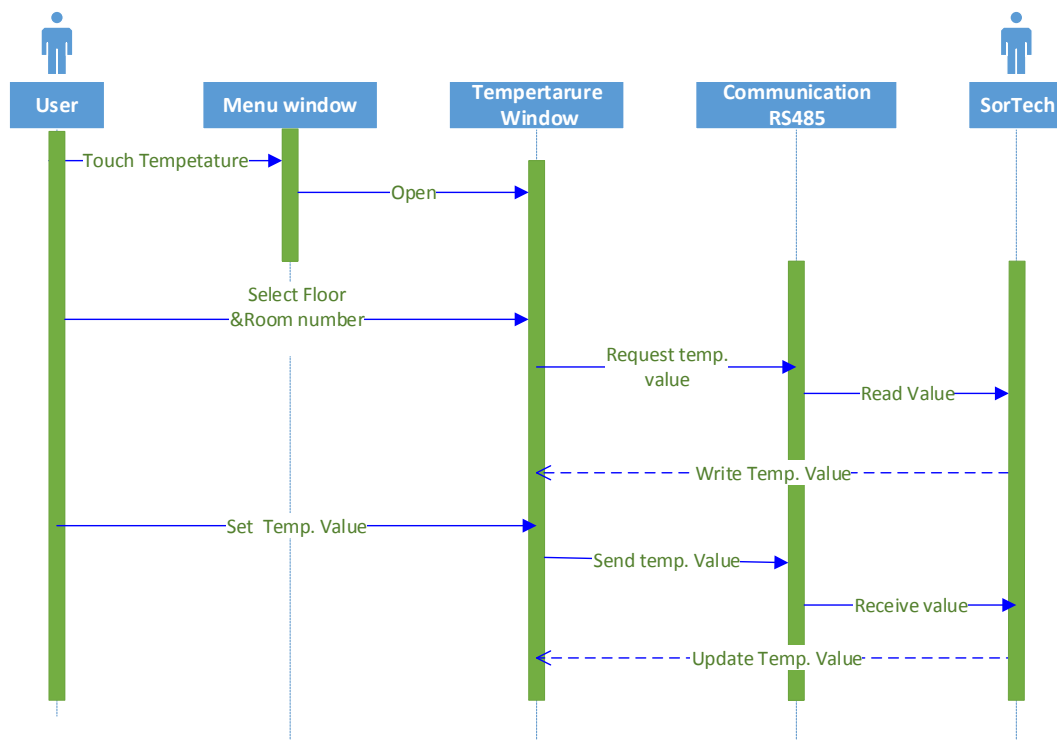 User
Menu window
Tempertarure
Window
Communication
RS485
SorTech
Touch Tempetature
Open
Select Floor
&Room number
Request temp.
value
Read Value
Write Temp. Value
Set  Temp. Value
Send temp. Value
Receive value
Update Temp. Value